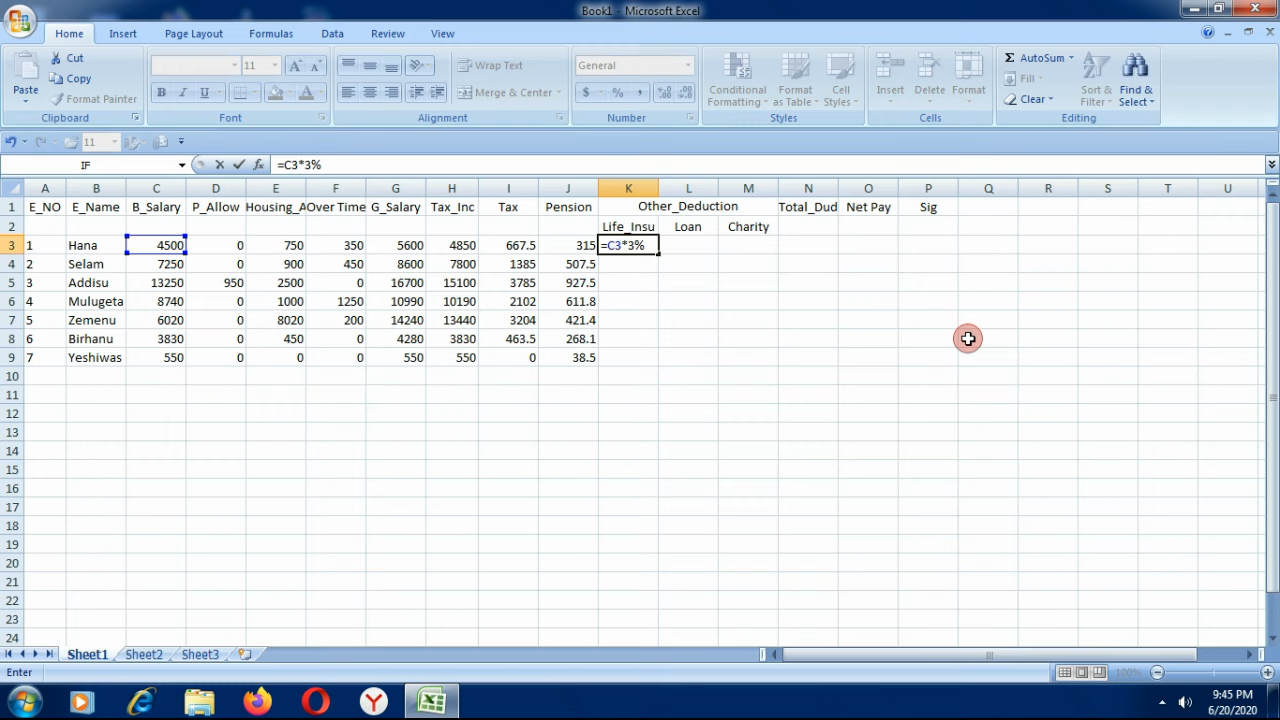 Book1 - Microsoft Excel
Home Insert Page Layout Formulas Data Review View
Paste Cut Copy Format Painter Clipboard
11 A A B I U A Font
Wrap Text Merge & Center Alignment
General $ % , Number
Conditional Formatting Format as Table Cell Styles Styles
Insert Delete Format Cells
Σ AutoSum Fill Clear Sort & Filter Find & Select Editing
11
IF fx =C3*3%
A B C D E F G H I J K L M N O P Q R S T U
1 E_NO E_Name B_Salary P_Allow Housing_A Over Time G_Salary Tax_Inc Tax Pension Other_Deduction Total_Dud Net Pay Sig
2 Life_Insu Loan Charity
3 1 Hana 4500 0 750 350 5600 4850 667.5 315 =C3*3%
4 2 Selam 7250 0 900 450 8600 7800 1385 507.5
5 3 Addisu 13250 950 2500 0 16700 15100 3785 927.5
6 4 Mulugeta 8740 0 1000 1250 10990 10190 2102 611.8
7 5 Zemenu 6020 0 8020 200 14240 13440 3204 421.4
8 6 Birhanu 3830 0 450 0 4280 3830 463.5 268.1
9 7 Yeshiwas 550 0 0 0 550 550 0 38.5
10
11
12
13
14
15
16
17
18
19
20
21
22
23
24
Sheet1 Sheet2 Sheet3
Enter 100%
9:45 PM
6/20/2020